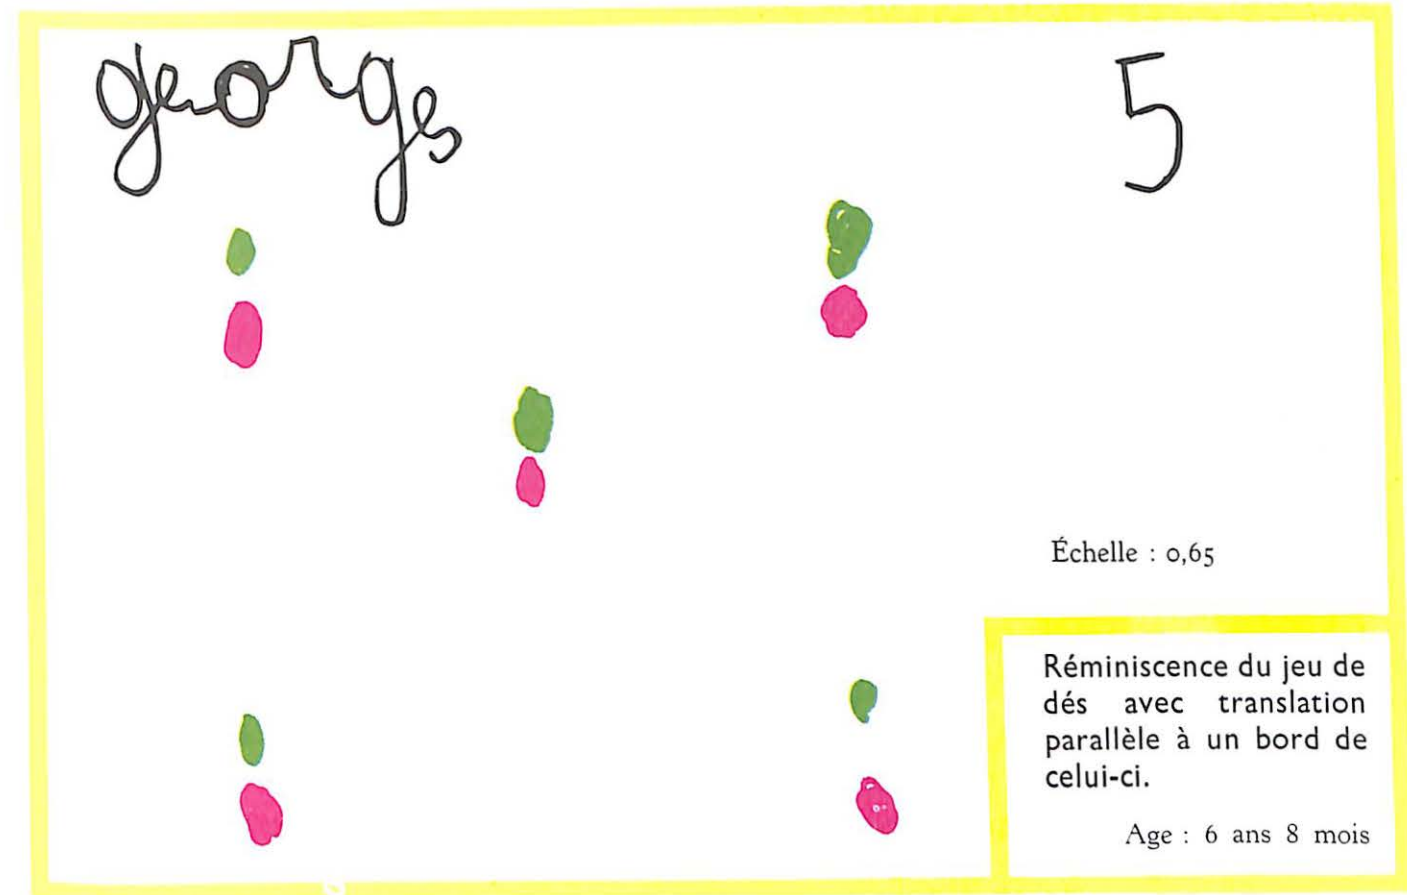 georgs 5
Échelle : 0,65
Réminiscence du jeu de
dés avec translation
parallèle à un bord de
celui-ci.
Age : 6 ans 8 mois